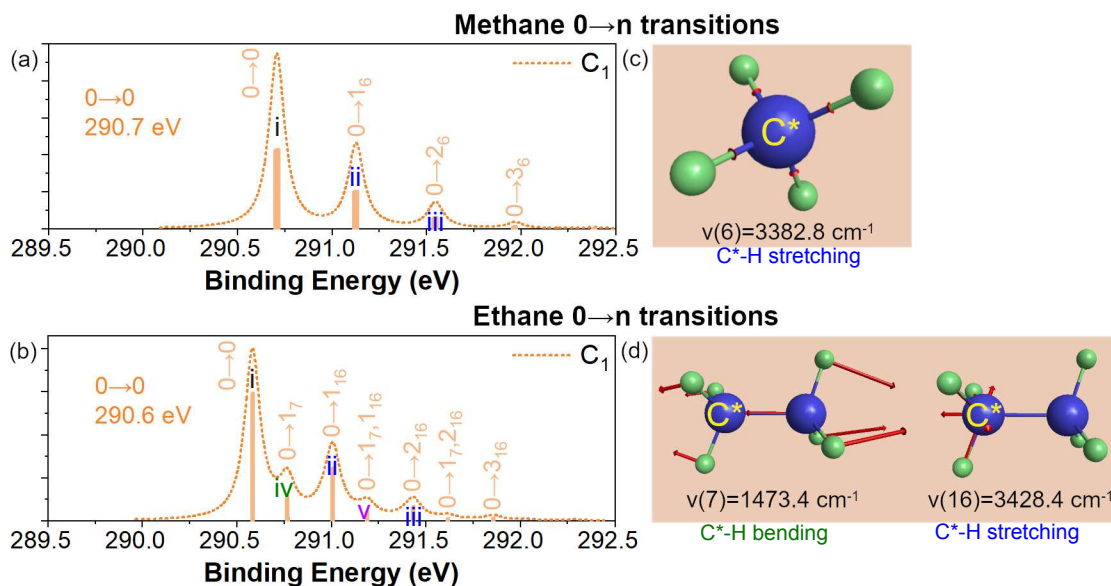 Methane 0→n transitions
(a)
0→0
290.7 eV
0→0
0→1₆
0→2₆
0→3₆
i
ii
iii
C₁
289.5 290.0 290.5 291.0 291.5 292.0 292.5
Binding Energy (eV)
(c)
C*
ν(6)=3382.8 cm⁻¹
C*-H stretching
Ethane 0→n transitions
(b)
0→0
290.6 eV
0→0
0→1₇
0→1₁₆
0→1₇,1₁₆
0→2₁₆
0→1₇,2₁₆
0→3₁₆
i
iv
ii
v
iii
C₁
289.5 290.0 290.5 291.0 291.5 292.0 292.5
Binding Energy (eV)
(d)
C*
ν(7)=1473.4 cm⁻¹
C*-H bending
C*
ν(16)=3428.4 cm⁻¹
C*-H stretching